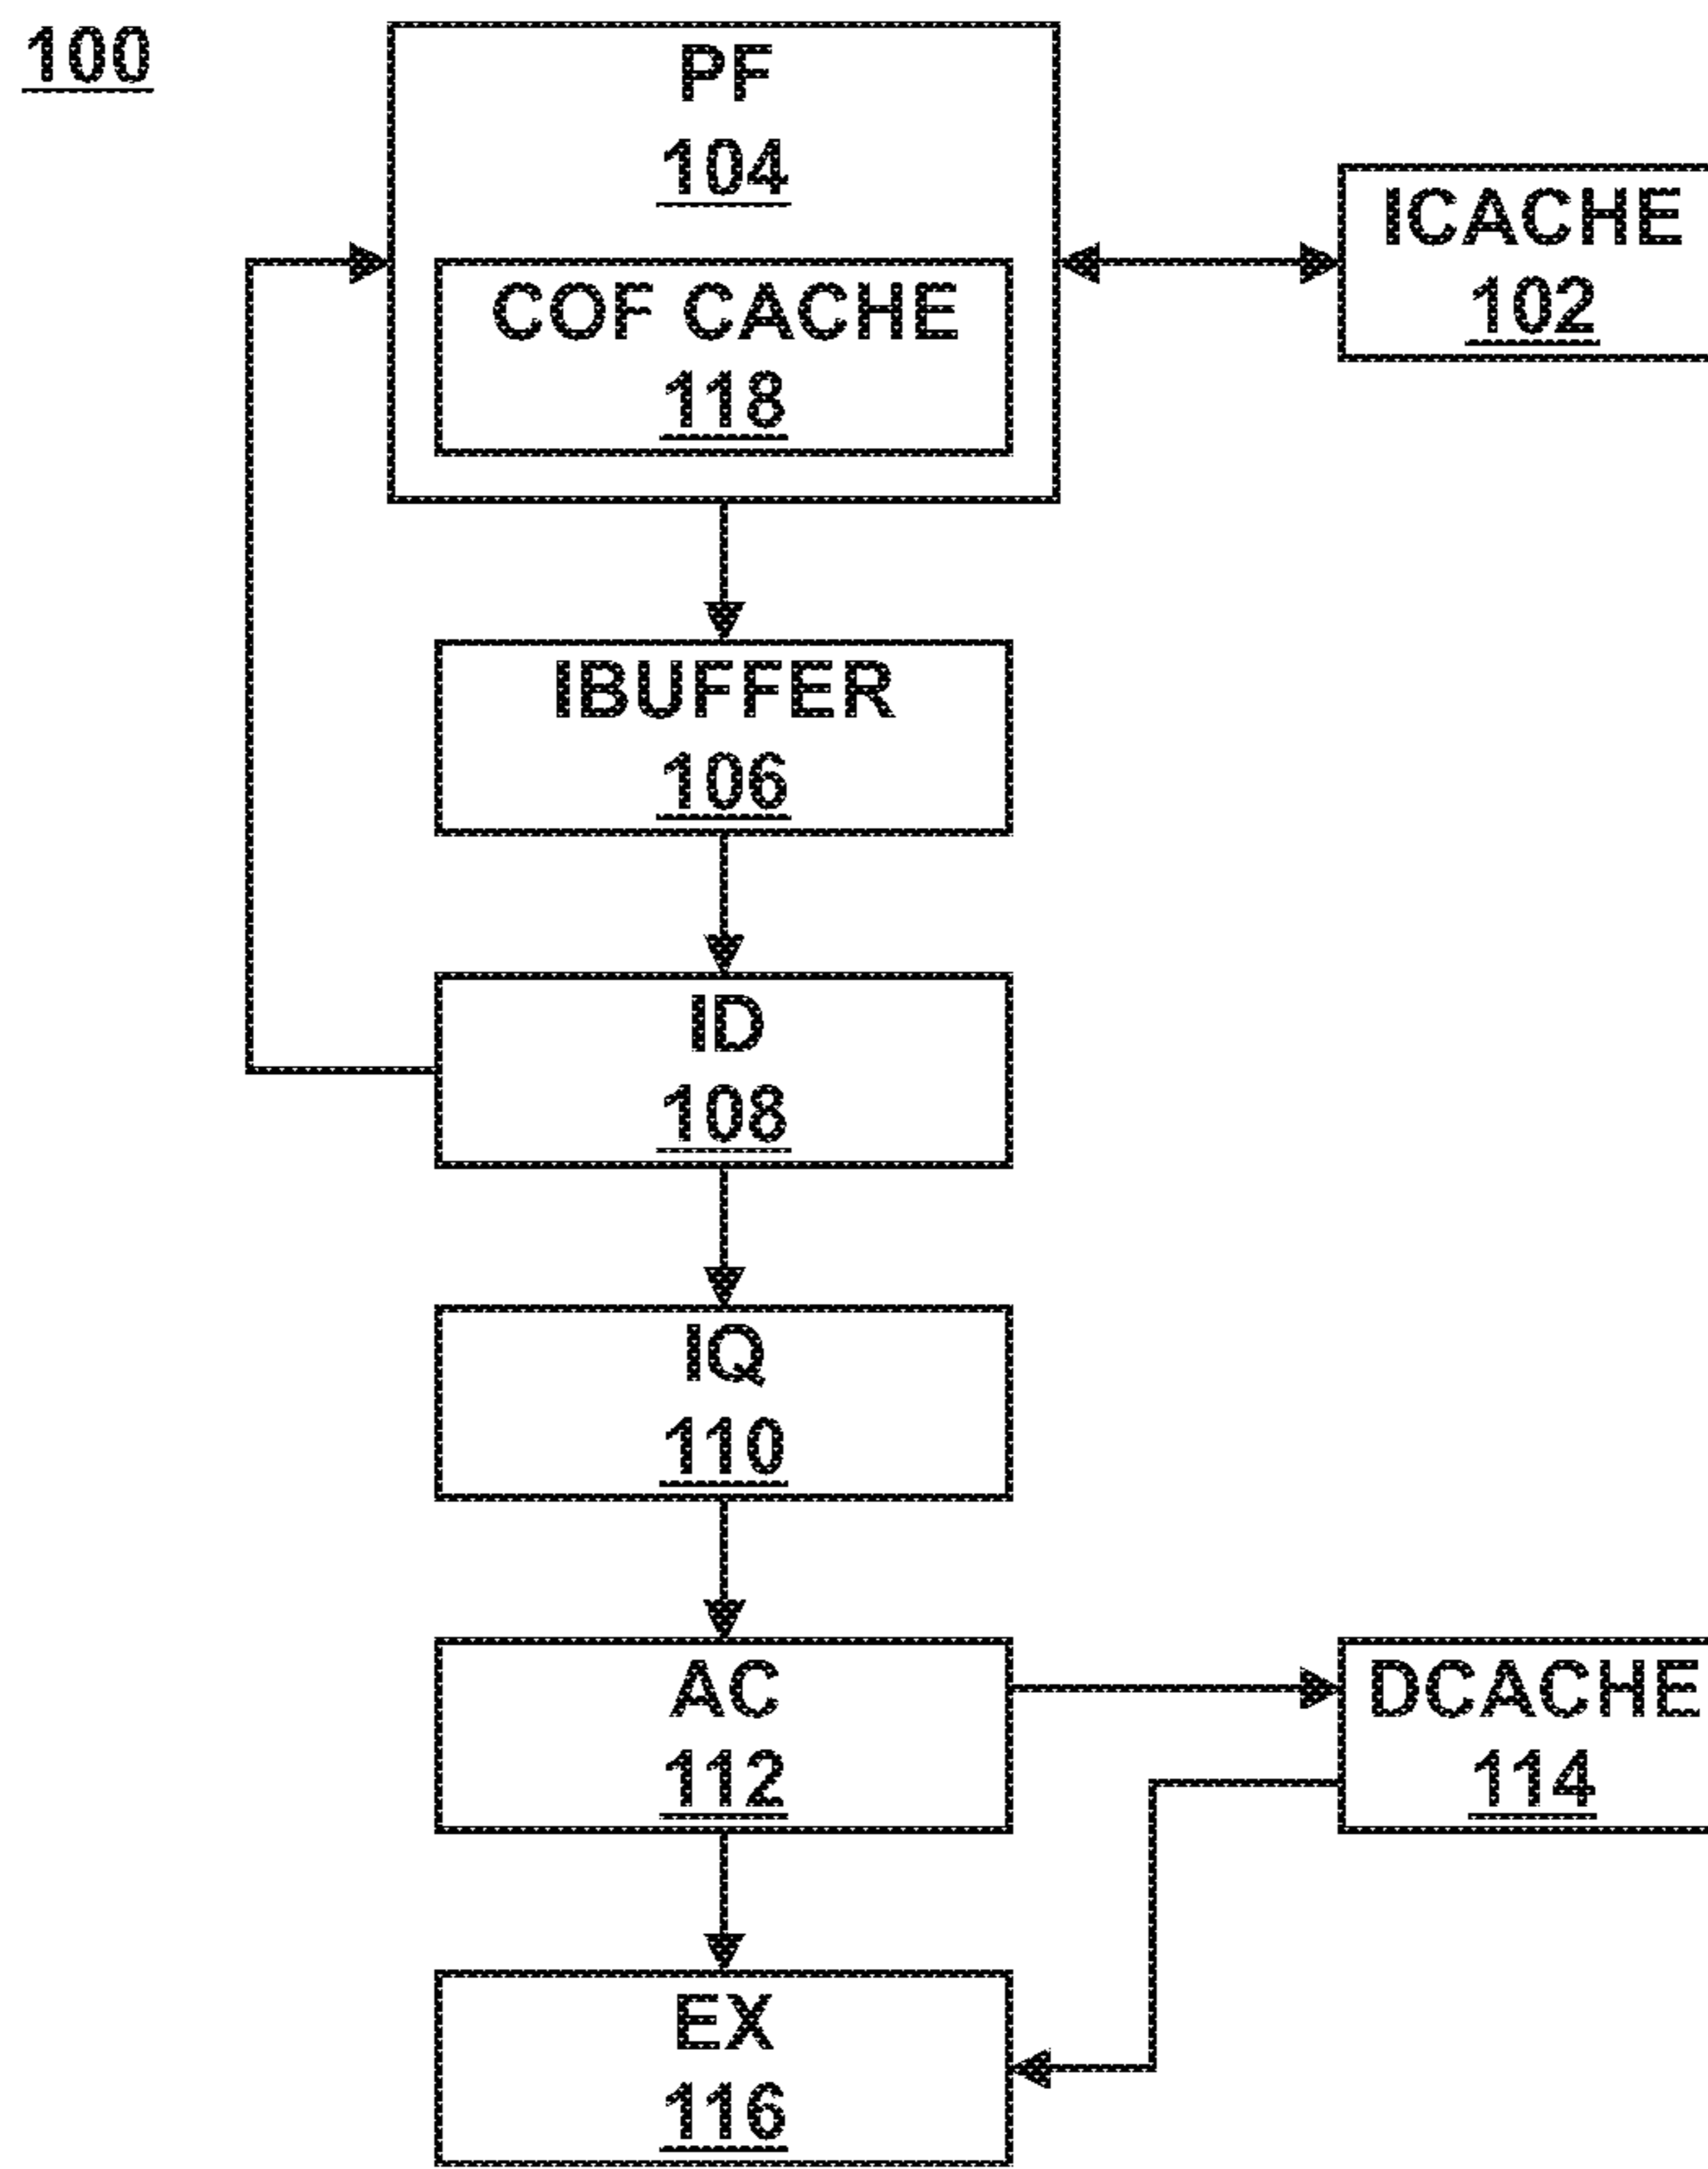 100
PF
104
COF CACHE
118
ICACHE
102
IBUFFER
106
ID
108
IQ
110
AC
112
DCACHE
114
EX
116